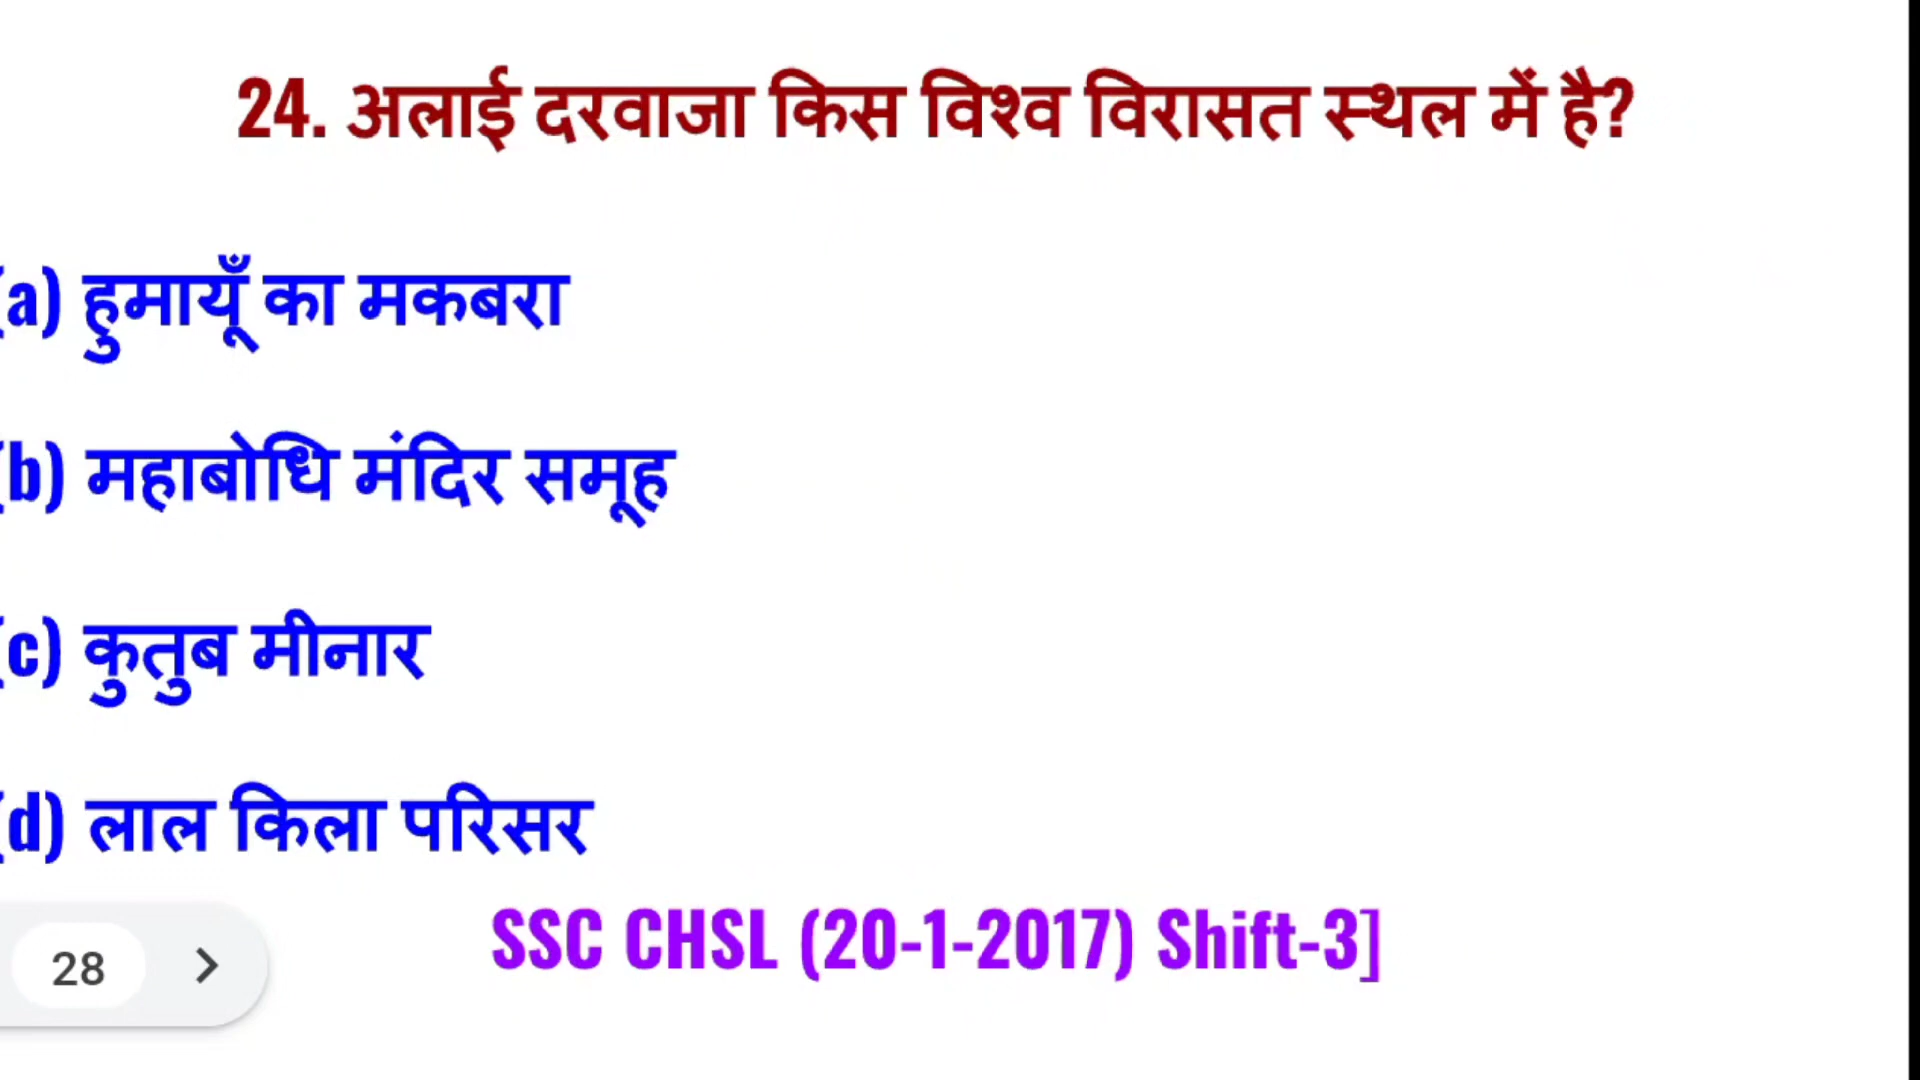 24. अलाई दरवाजा किस विश्व विरासत स्थल में है?
(a) हुमायूँ का मकबरा
(b) महाबोधि मंदिर समूह
(c) कुतुब मीनार
(d) लाल किला परिसर
SSC CHSL (20-1-2017) Shift-3]
28 >